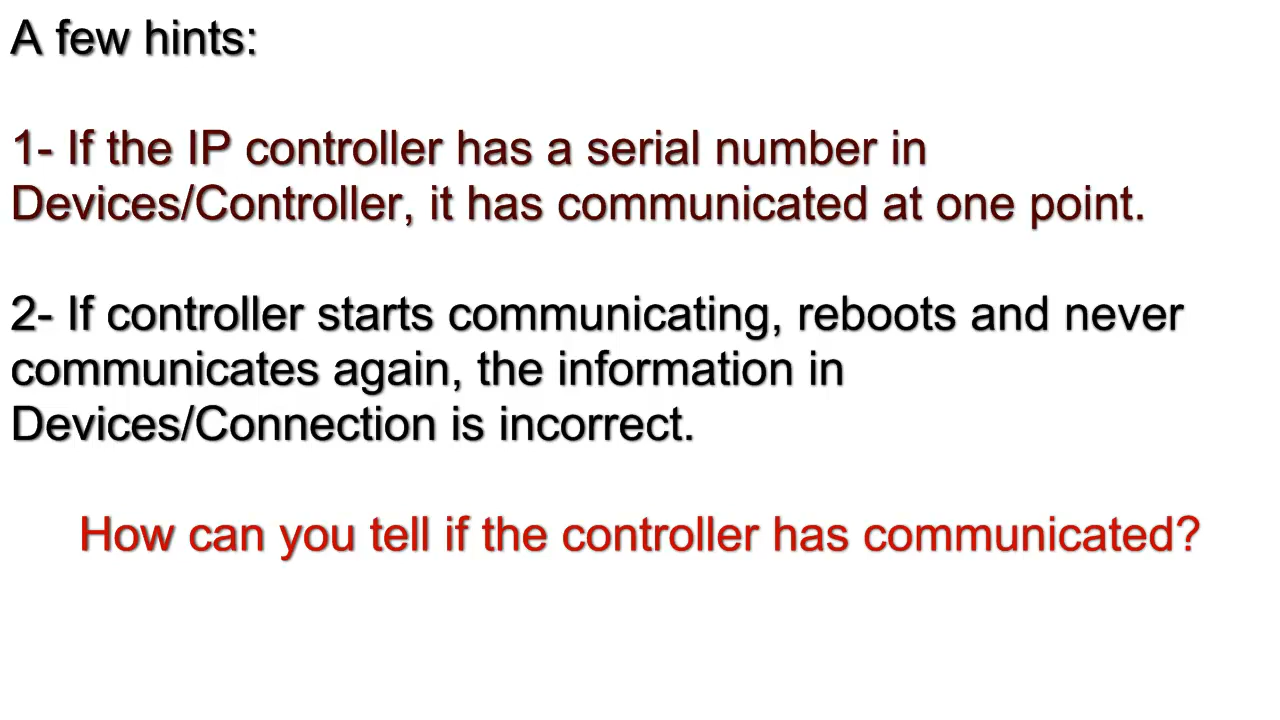 A few hints:
1- If the IP controller has a serial number in
Devices/Controller, it has communicated at one point.
2- If controller starts communicating, reboots and never
communicates again, the information in
Devices/Connection is incorrect.
How can you tell if the controller has communicated?